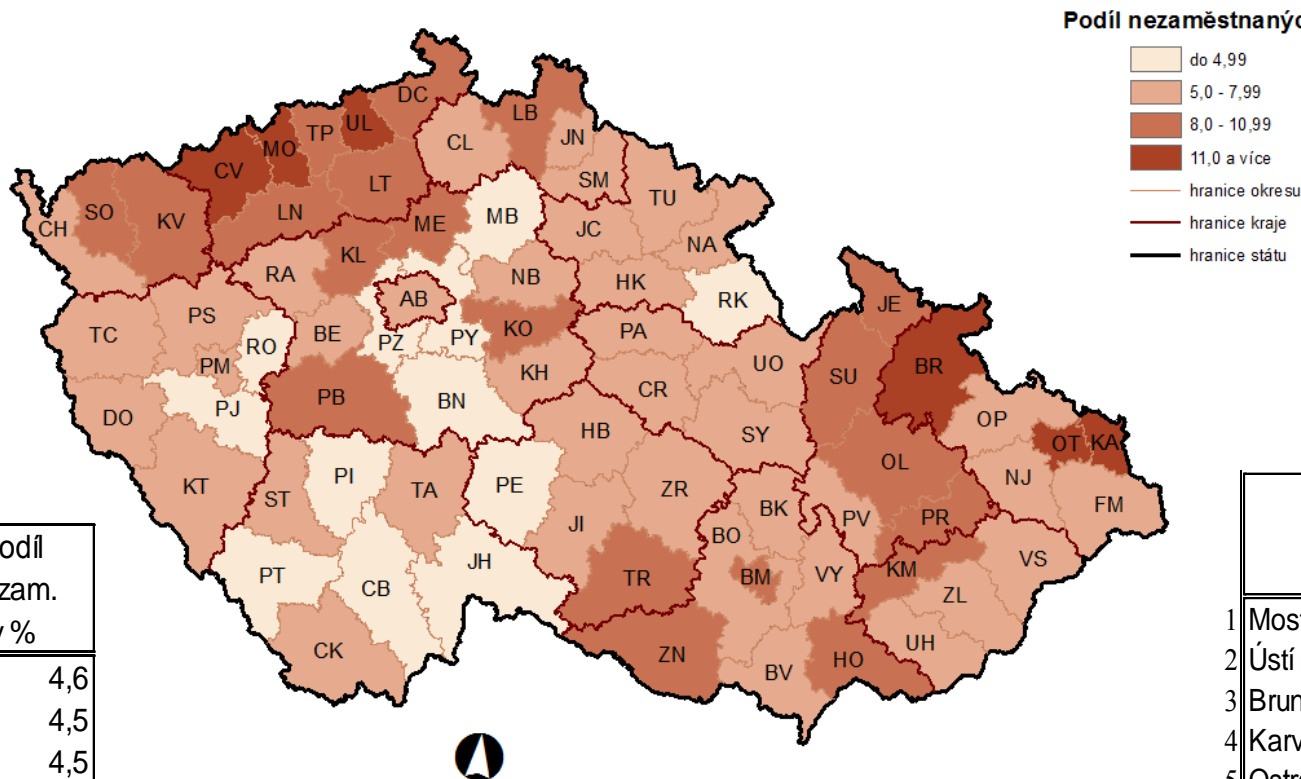 Podíl nezaměstnanýc
do 4,99
5,0 - 7,99
8,0 - 10,99
11,0 a více
hranice okresu
hranice kraje
hranice státu
DC
LB
UL
TP
MO
CL
JN
CV
LT
SM
TU
SO
KV
LN
ME
MB
CH
JC
NA
KL
RA
NB
HK
AB
RK
JE
PS
TC
BE
KO
PA
RO
PZ
PY
PM
UO
BR
SU
KH
CR
PB
BN
PJ
DO
OP
HB
SY
OT
KA
OL
KT
PI
TA
PE
ZR
NJ
ST
BK
FM
JI
PV
PR
BO
VS
JH
PT
TR
BM
VY
KM
CB
ZL
UH
CK
ZN
HO
BV
odíl
zam.
%
4,6
4,5
4,5
1 Most
2 Ústí
3 Brun
4 Karv
5 Ostr